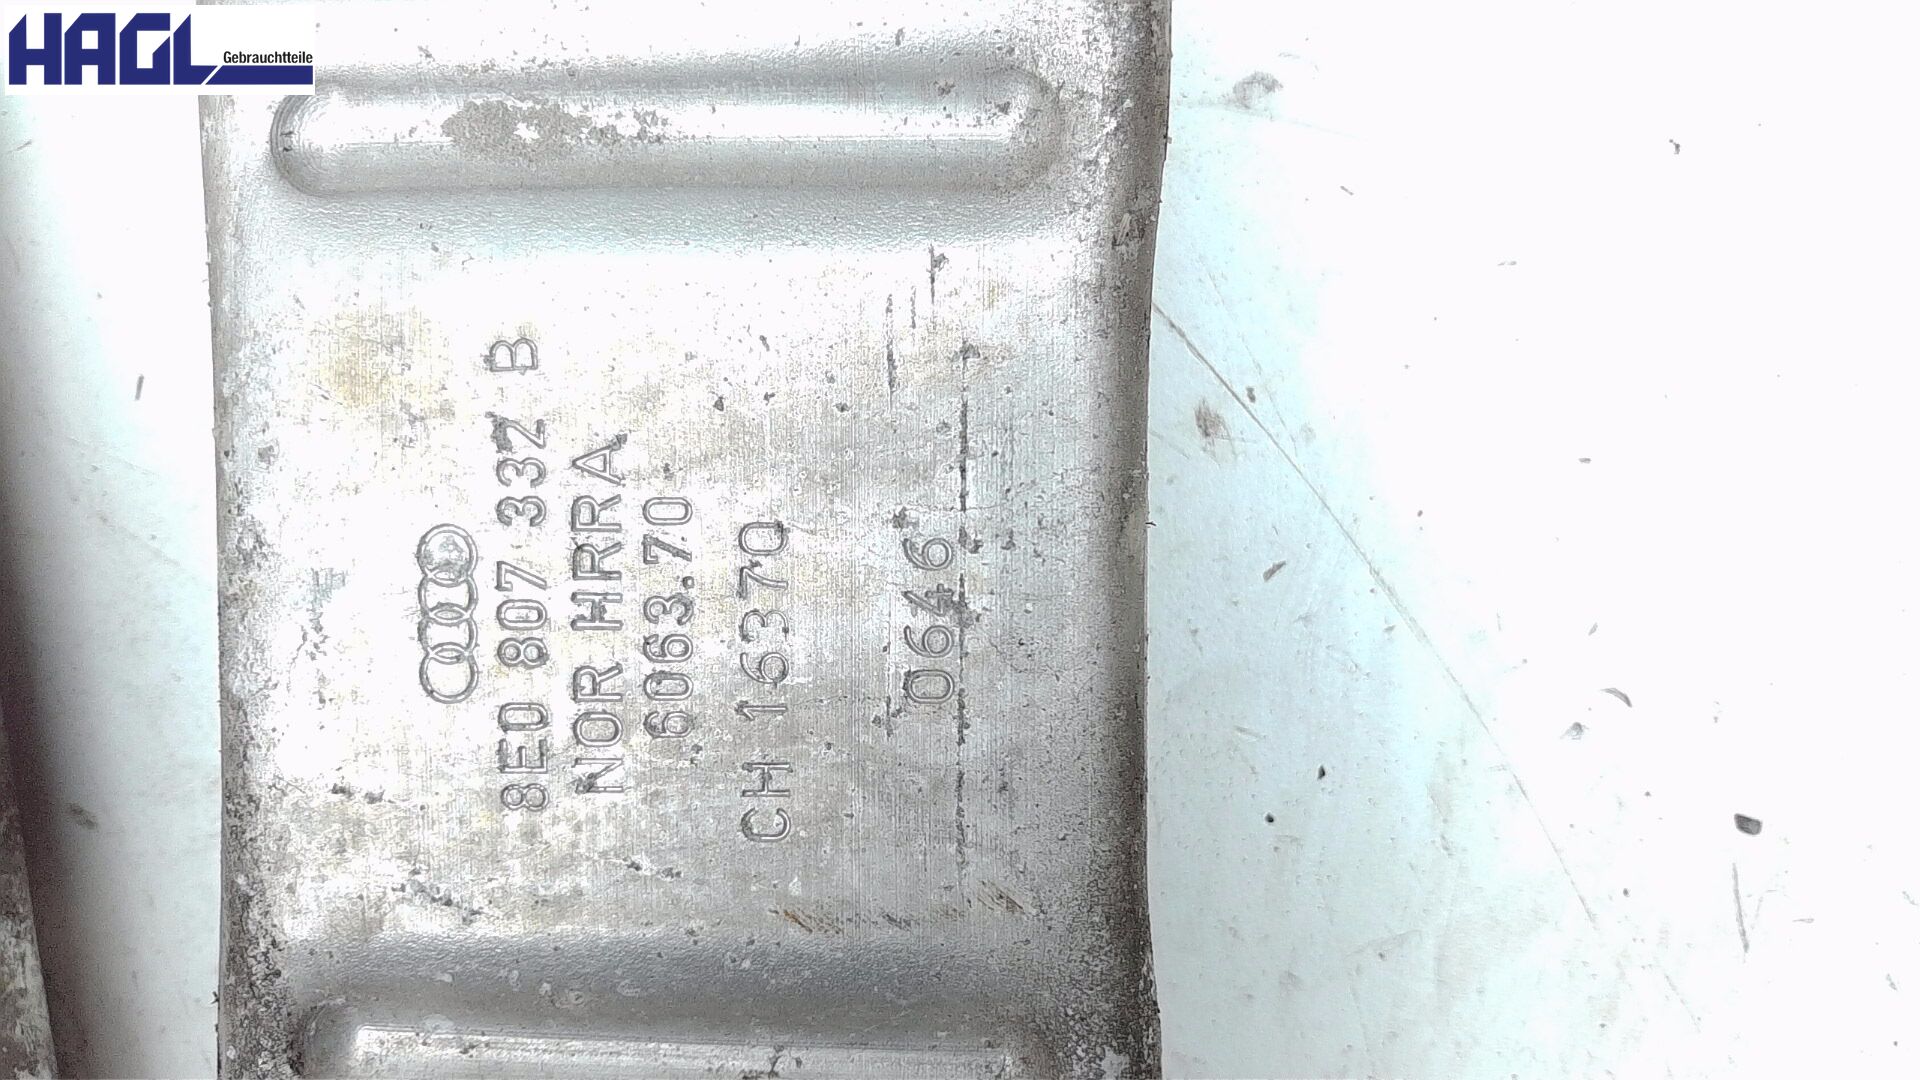 HAGL
Gebrauchtteile
8E0 807 332 B
NOR HRRA
6063.70
CH 16370
0646